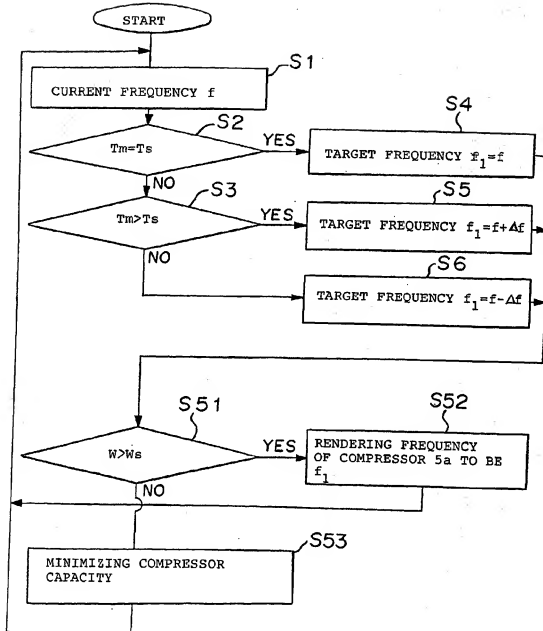 START
S1
CURRENT FREQUENCY f
S2
Tm=Ts
YES
NO
S4
TARGET FREQUENCY f₁=f
S3
Tm>Ts
YES
NO
S5
TARGET FREQUENCY f₁=f+Δf
S6
TARGET FREQUENCY f₁=f-Δf
S51
W>Ws
YES
NO
S52
RENDERING FREQUENCY
OF COMPRESSOR 5a TO BE
f₁
S53
MINIMIZING COMPRESSOR
CAPACITY